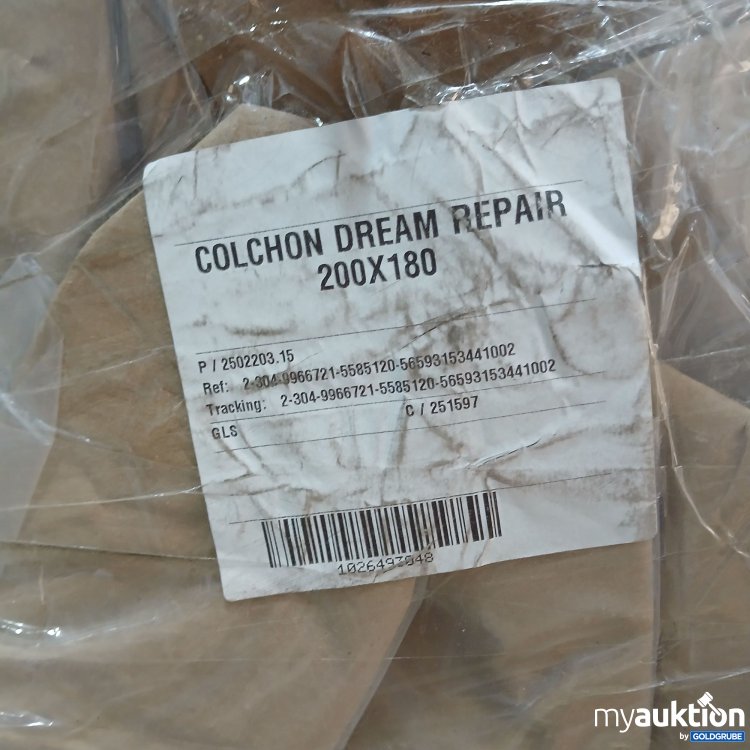 COLCHON DREAM REPAIR
200X180
P / 2502203.15
Ref: 2-304-9966721-5585120-56593153441002
Tracking: 2-304-9966721-5585120-56593153441002
GLS C / 251597
1026493048
myauktion
by GOLDGRUBE